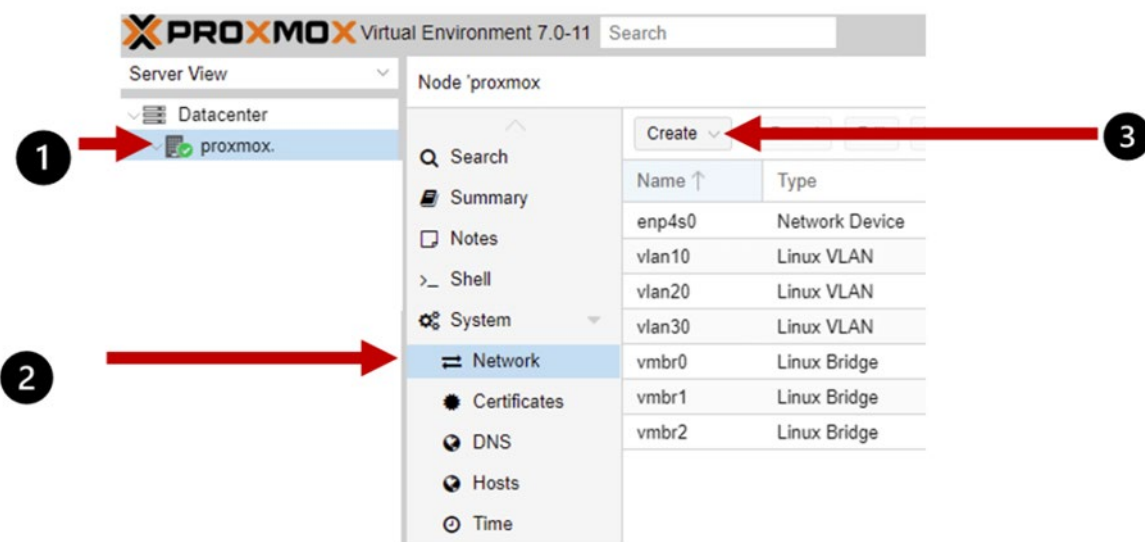 PROXMOX Virtual Environment 7.0-11 Search
Server View
Datacenter
proxmox.
1
2
Node 'proxmox
Search
Summary
Notes
Shell
System
Network
Certificates
DNS
Hosts
Time
Create
3
Name Type
enp4s0 Network Device
vlan10 Linux VLAN
vlan20 Linux VLAN
vlan30 Linux VLAN
vmbr0 Linux Bridge
vmbr1 Linux Bridge
vmbr2 Linux Bridge